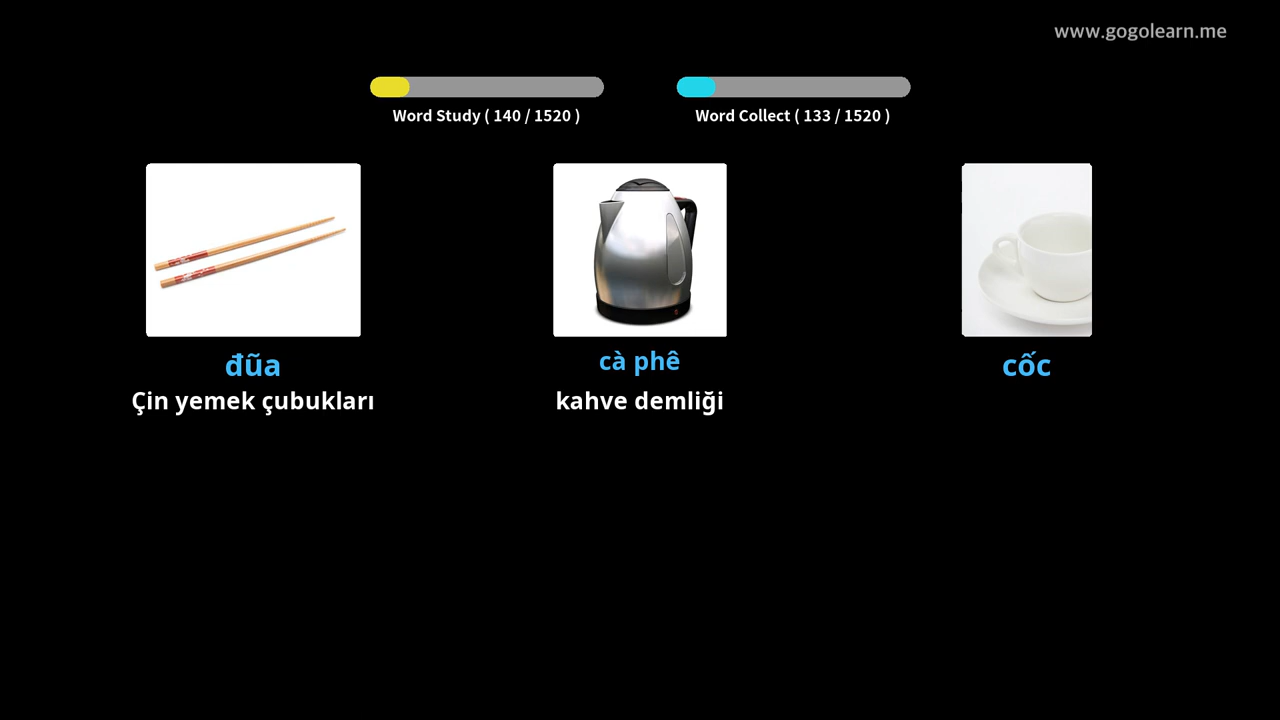 www.gogolearn.me
Word Study ( 140 / 1520 )
Word Collect ( 133 / 1520 )
đũa
Çin yemek çubukları
cà phê
kahve demliği
cốc